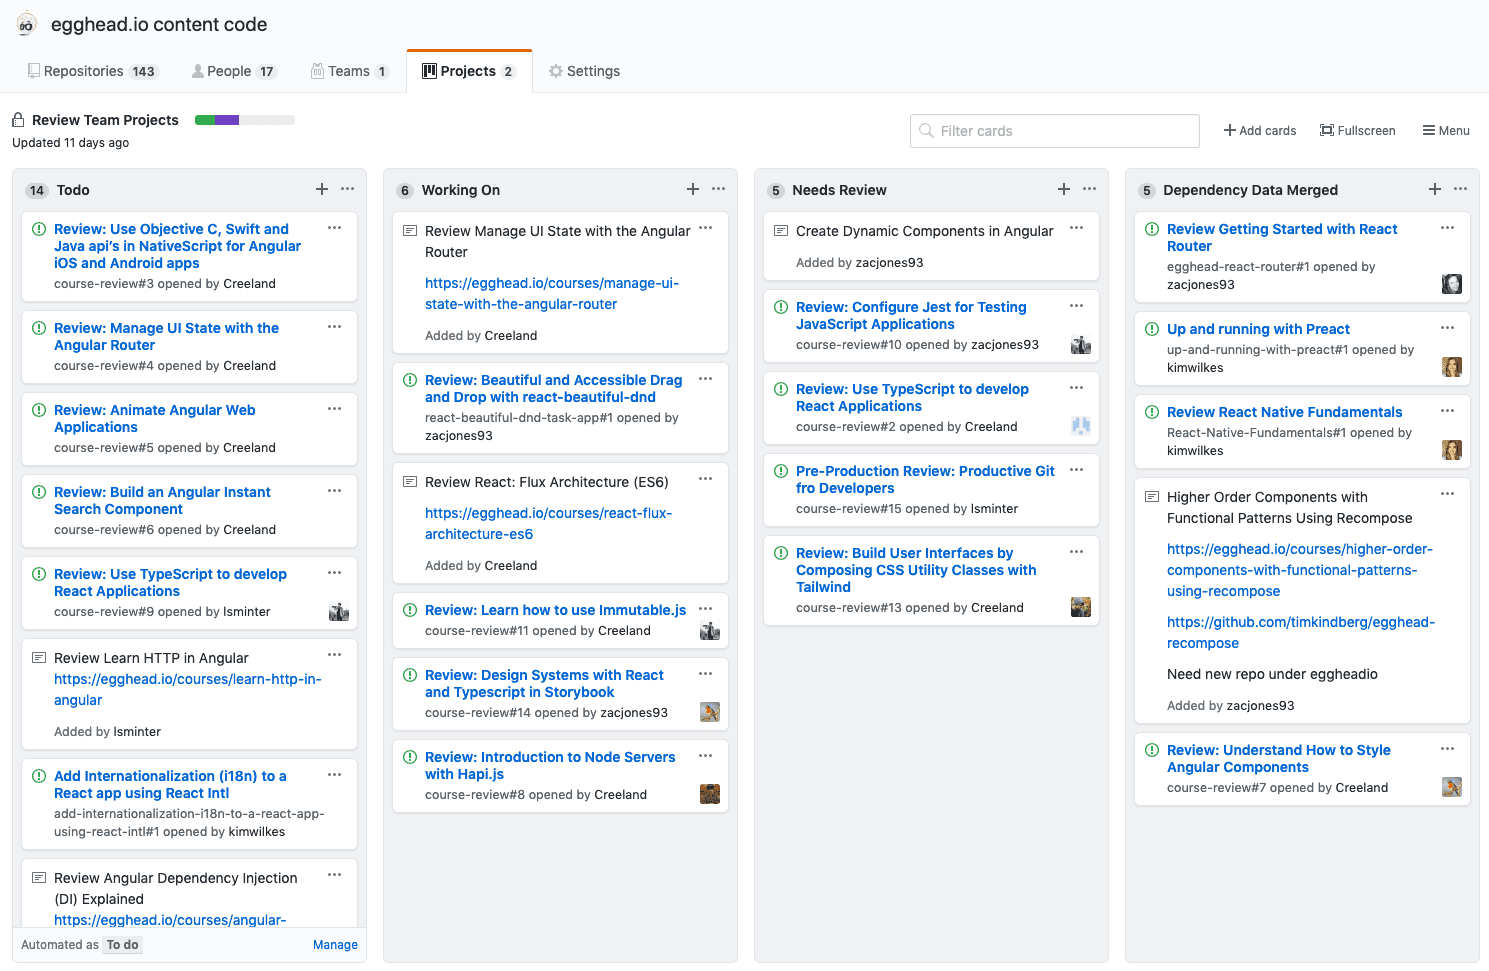 egghead.io content code
Repositories 143
People 17
Teams 1
Projects 2
Settings
Review Team Projects
Updated 11 days ago
Filter cards
Add cards
Fullscreen
Menu
14 Todo
Review: Use Objective C, Swift and
Java api's in NativeScript for Angular
iOS and Android apps
course-review#3 opened by Creeland
Review: Manage UI State with the
Angular Router
course-review#4 opened by Creeland
Review: Animate Angular Web
Applications
course-review#5 opened by Creeland
Review: Build an Angular Instant
Search Component
course-review#6 opened by Creeland
Review: Use TypeScript to develop
React Applications
course-review#9 opened by lsminter
Review Learn HTTP in Angular
https://egghead.io/courses/learn-http-in-
angular
Added by lsminter
Add Internationalization (i18n) to a
React app using React Intl
add-internationalization-i18n-to-a-react-app-
using-react-intl#1 opened by kimwilkes
Review Angular Dependency Injection
(DI) Explained
https://egghead.io/courses/angular-
Automated as To do
Manage
6 Working On
Review Manage UI State with the Angular
Router
https://egghead.io/courses/manage-ui-
state-with-the-angular-router
Added by Creeland
Review: Beautiful and Accessible Drag
and Drop with react-beautiful-dnd
react-beautiful-dnd-task-app#1 opened by
zacjones93
Review React: Flux Architecture (ES6)
https://egghead.io/courses/react-flux-
architecture-es6
Added by Creeland
Review: Learn how to use Immutable.js
course-review#11 opened by Creeland
Review: Design Systems with React
and Typescript in Storybook
course-review#14 opened by zacjones93
Review: Introduction to Node Servers
with Hapi.js
course-review#8 opened by Creeland
5 Needs Review
Create Dynamic Components in Angular
Added by zacjones93
Review: Configure Jest for Testing
JavaScript Applications
course-review#10 opened by zacjones93
Review: Use TypeScript to develop
React Applications
course-review#2 opened by Creeland
Pre-Production Review: Productive Git
fro Developers
course-review#15 opened by lsminter
Review: Build User Interfaces by
Composing CSS Utility Classes with
Tailwind
course-review#13 opened by Creeland
5 Dependency Data Merged
Review Getting Started with React
Router
egghead-react-router#1 opened by
zacjones93
Up and running with Preact
up-and-running-with-preact#1 opened by
kimwilkes
Review React Native Fundamentals
React-Native-Fundamentals#1 opened by
kimwilkes
Higher Order Components with
Functional Patterns Using Recompose
https://egghead.io/courses/higher-order-
components-with-functional-patterns-
using-recompose
https://github.com/timkindberg/egghead-
recompose
Need new repo under eggheadio
Added by zacjones93
Review: Understand How to Style
Angular Components
course-review#7 opened by Creeland